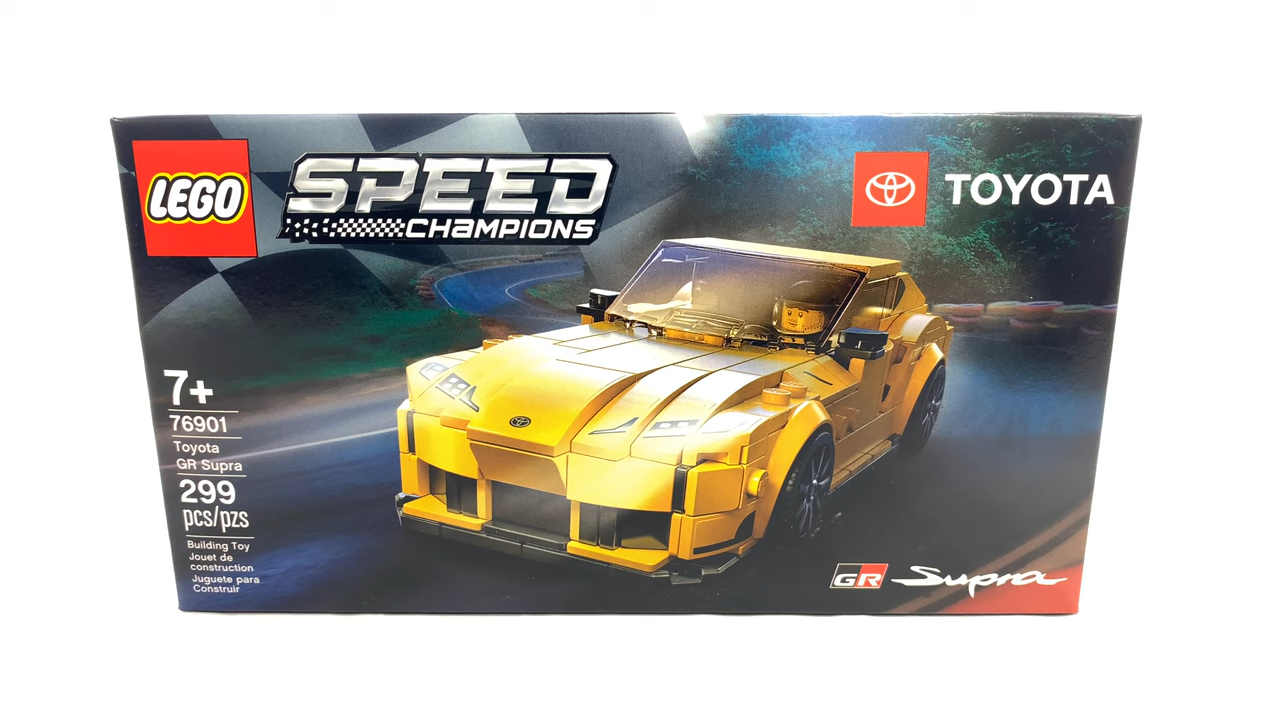 LEGO
SPEED
CHAMPIONS
TOYOTA
7+
76901
Toyota
GR Supra
299
pcs/pzs
Building Toy
Jouet de
construction
Juguete para
Construir
GR Supra